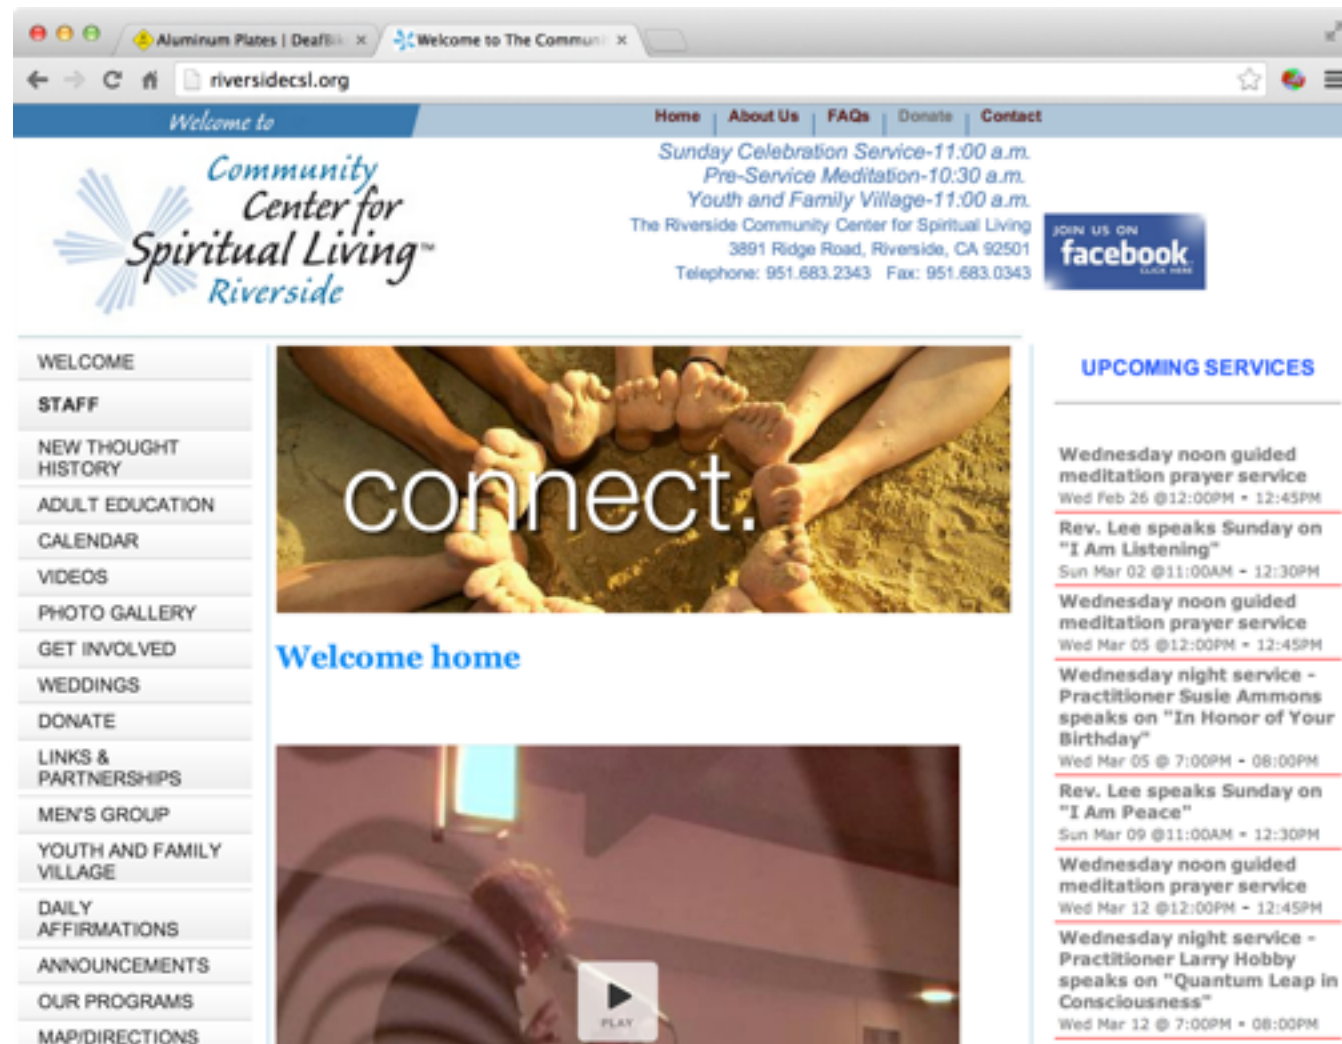 Aluminum Plates | DeafBik
Welcome to The Communi
riversidecsl.org
Welcome to
Home
About Us
FAQs
Donate
Contact
Community
Center for
Spiritual Living™
Riverside
Sunday Celebration Service-11:00 a.m.
Pre-Service Meditation-10:30 a.m.
Youth and Family Village-11:00 a.m.
The Riverside Community Center for Spiritual Living
3891 Ridge Road, Riverside, CA 92501
Telephone: 951.683.2343 Fax: 951.683.0343
JOIN US ON
facebook
CLICK HERE
WELCOME
STAFF
NEW THOUGHT
HISTORY
ADULT EDUCATION
CALENDAR
VIDEOS
PHOTO GALLERY
GET INVOLVED
WEDDINGS
DONATE
LINKS &
PARTNERSHIPS
MEN'S GROUP
YOUTH AND FAMILY
VILLAGE
DAILY
AFFIRMATIONS
ANNOUNCEMENTS
OUR PROGRAMS
MAP/DIRECTIONS
connect.
Welcome home
PLAY
UPCOMING SERVICES
Wednesday noon guided
meditation prayer service
Wed Feb 26 @12:00PM - 12:45PM
Rev. Lee speaks Sunday on
"I Am Listening"
Sun Mar 02 @11:00AM - 12:30PM
Wednesday noon guided
meditation prayer service
Wed Mar 05 @12:00PM - 12:45PM
Wednesday night service -
Practitioner Susie Ammons
speaks on "In Honor of Your
Birthday"
Wed Mar 05 @ 7:00PM - 08:00PM
Rev. Lee speaks Sunday on
"I Am Peace"
Sun Mar 09 @11:00AM - 12:30PM
Wednesday noon guided
meditation prayer service
Wed Mar 12 @12:00PM - 12:45PM
Wednesday night service -
Practitioner Larry Hobby
speaks on "Quantum Leap in
Consciousness"
Wed Mar 12 @ 7:00PM - 08:00PM